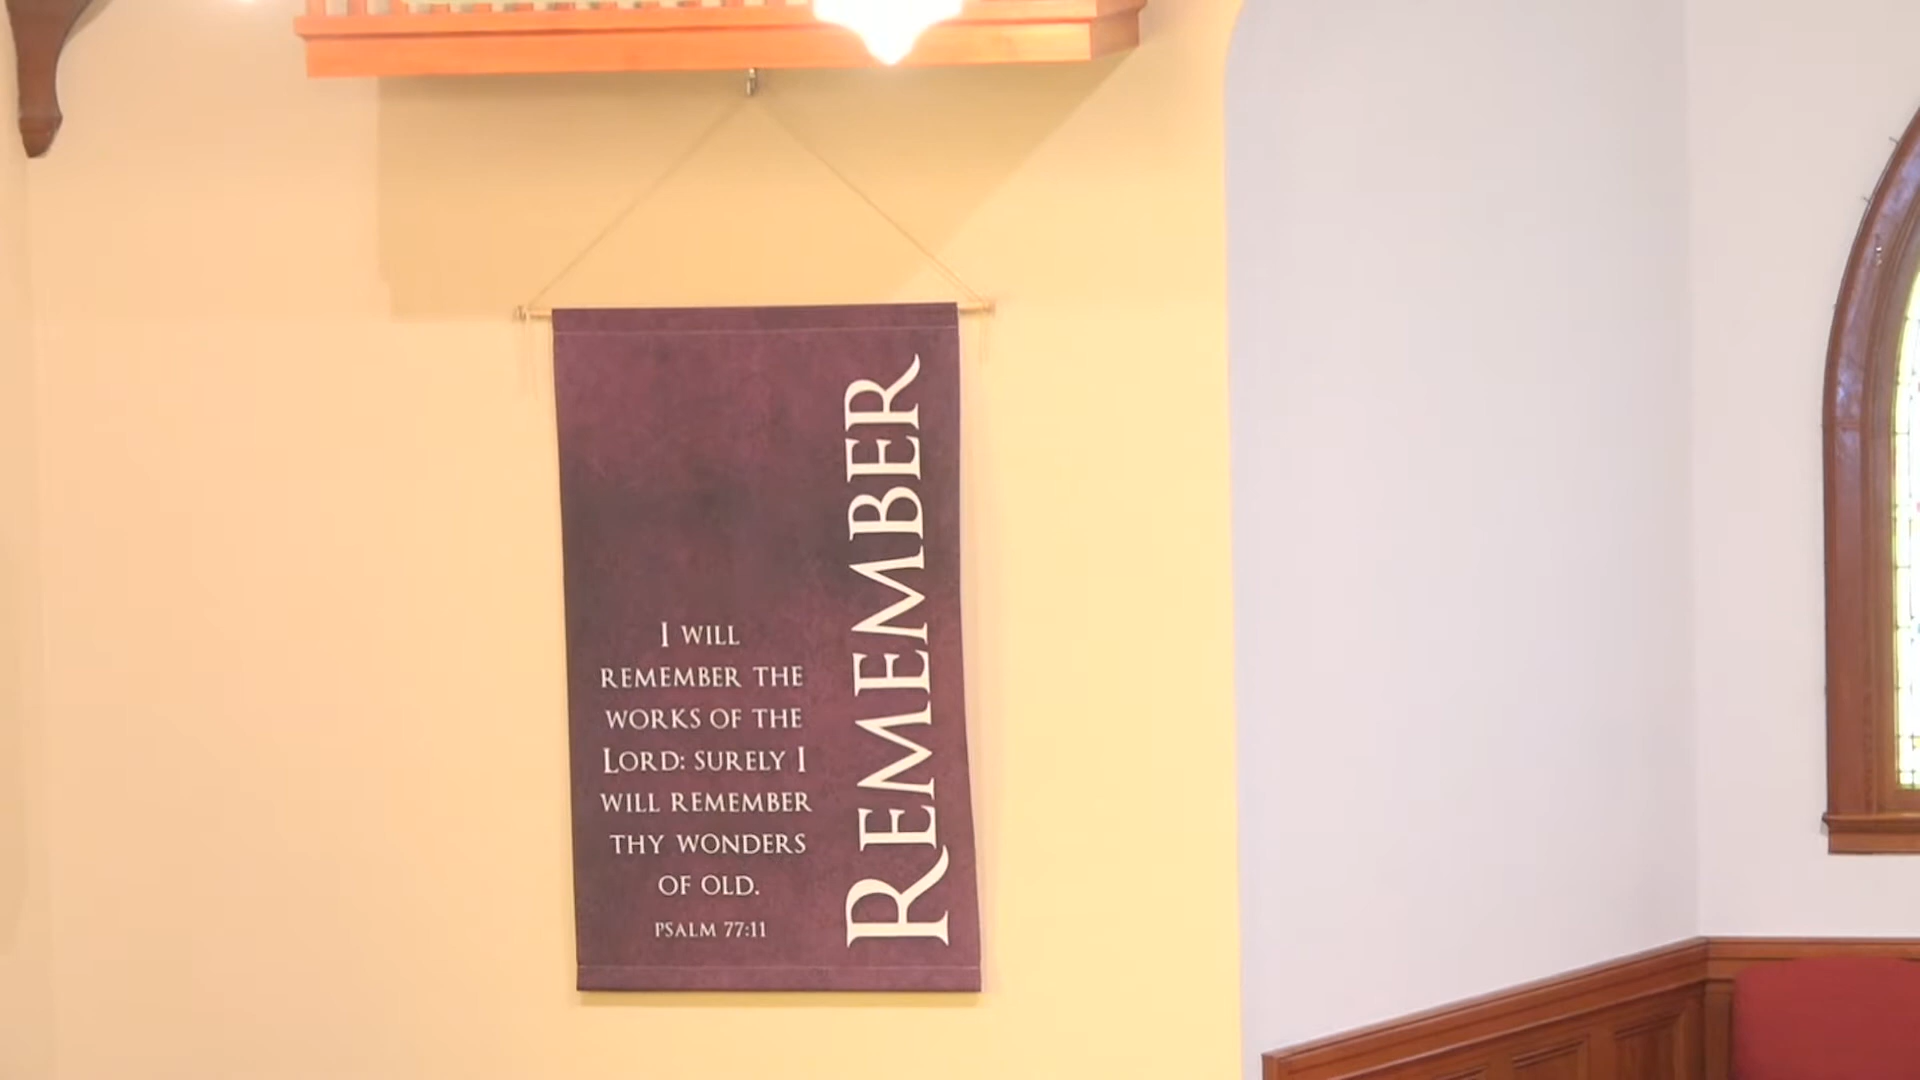 I WILL
REMEMBER THE
WORKS OF THE
LORD: SURELY I
WILL REMEMBER
THY WONDERS
OF OLD.
PSALM 77:11
REMEMBER